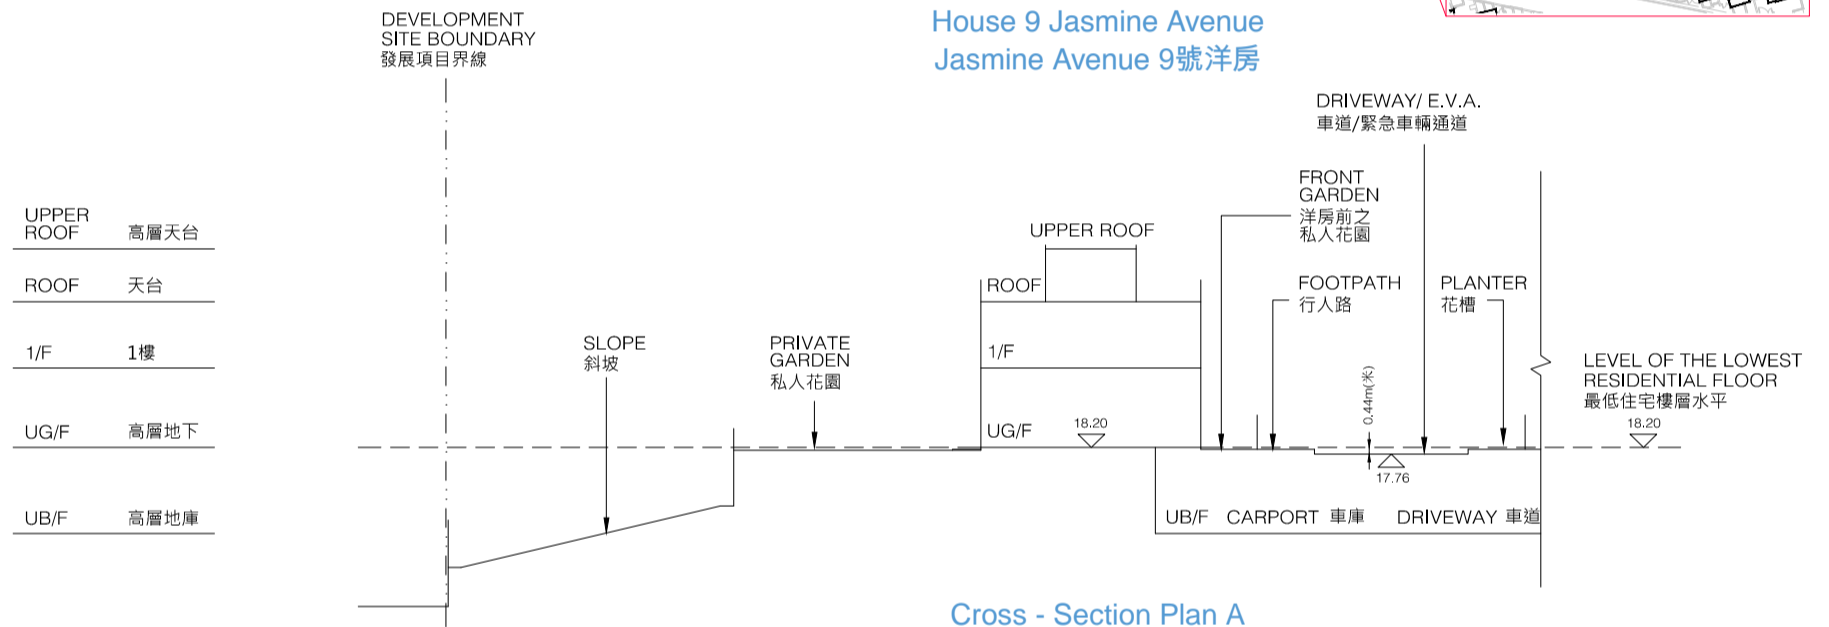 House 9 Jasmine Avenue
Jasmine Avenue 9號洋房
DEVELOPMENT
SITE BOUNDARY
發展項目界線
DRIVEWAY/ E.V.A.
車道/緊急車輛通道
FRONT
GARDEN
洋房前之
私人花園
UPPER
ROOF 高層天台
UPPER ROOF
ROOF 天台
ROOF
FOOTPATH
行人路
PLANTER
花槽
1/F 1樓
SLOPE
斜坡
PRIVATE
GARDEN
私人花園
1/F
0.44m(米)
LEVEL OF THE LOWEST
RESIDENTIAL FLOOR
最低住宅樓層水平
UG/F 高層地下
UG/F
18.20
18.20
17.76
UB/F 高層地庫
UB/F CARPORT 車庫 DRIVEWAY 車道
Cross - Section Plan A